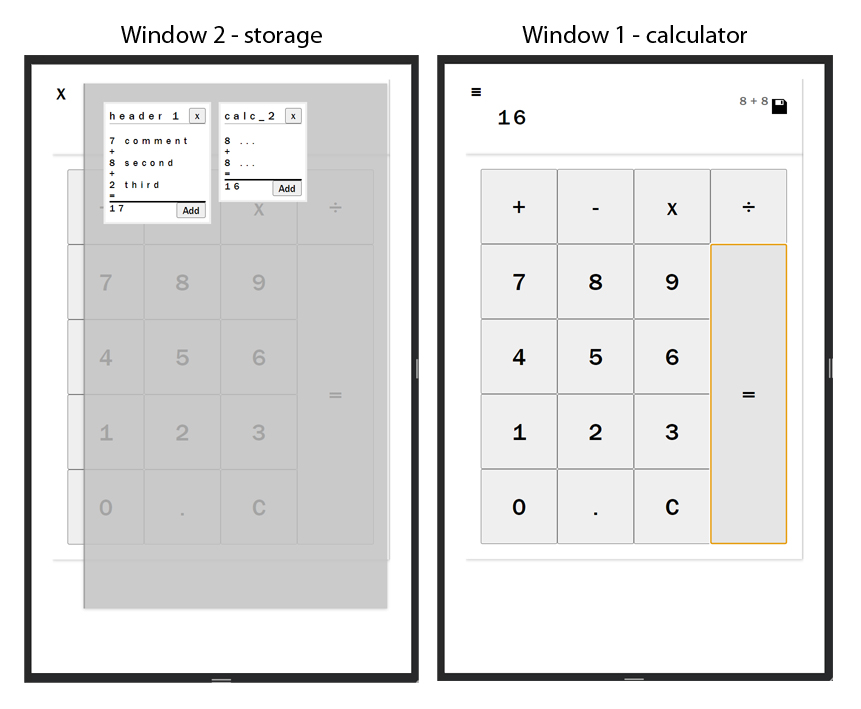 Window 2 - storage
X
header 1 x
7 comment
+
8 second
+
2 third
=
17 Add
calc_2 x
8 ...
+
8 ...
=
16 Add
- x ÷
7 8 9
4 5 6
=
1 2 3
0 . C
Window 1 - calculator
≡
8 + 8
16
+ - x ÷
7 8 9
4 5 6
=
1 2 3
0 . C